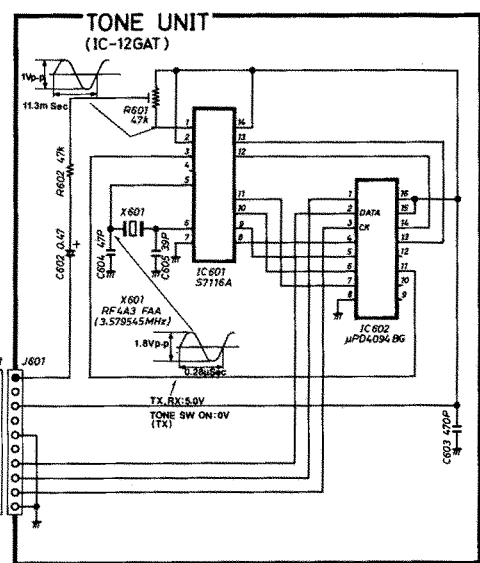 TONE UNIT
(IC-12GAT)
1Vp-p
11.3m Sec
R601
47k
R602 47k
C602 0.47
+
1
2
3
4
5
6
7
14
13
12
11
10
9
8
X601
C604 47P
C605 39P
IC601
S7116A
X601
RF4A3 FAA
(3.579545MHz)
1.8Vp-p
0.28μSec
TX,RX:5.0V
TONE SW ON:0V
(TX)
1
2
3
4
5
6
7
8
DATA
CK
16
15
14
13
12
11
10
9
IC602
μPD4094BG
J601
C603 470P